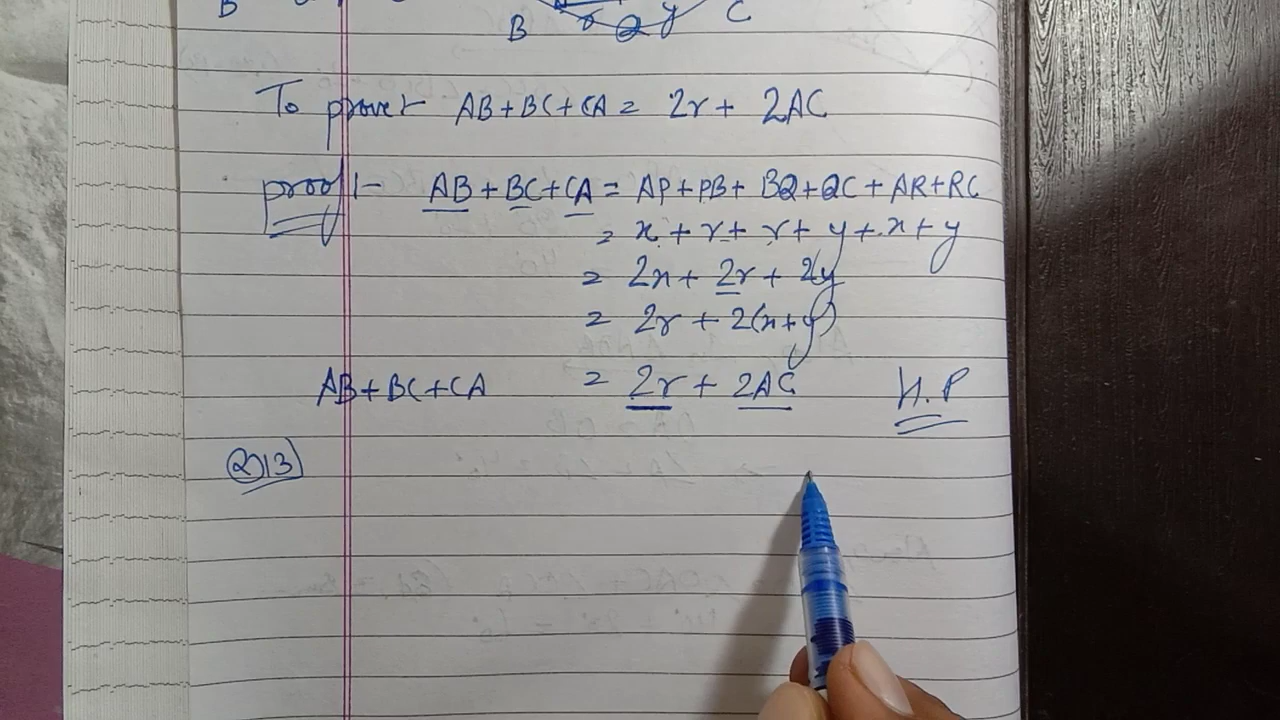 B r Q y C
To prove:- AB+BC+CA = 2r + 2AC
proof:- AB + BC + CA = AP + PB + BQ + QC + AR + RC
= x + r + r + y + x + y
= 2x + 2r + 2y
= 2r + 2(x+y)
AB+BC+CA = 2r + 2AC H.P
Q13